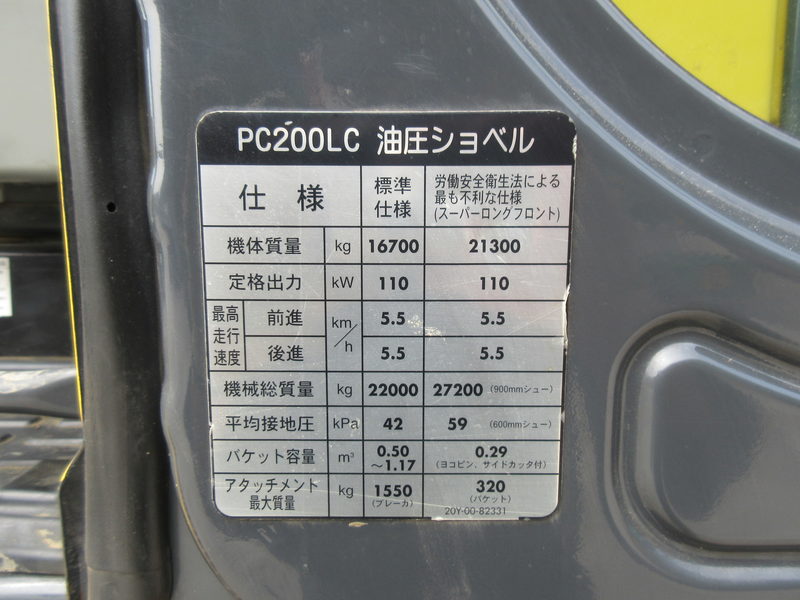 PC200LC 油圧ショベル
仕 様 標準仕様 労働安全衛生法による最も不利な仕様(スーパーロングフロント)
機体質量 kg 16700 21300
定格出力 kW 110 110
最高走行速度 前進 km/h 5.5 5.5
後進 5.5 5.5
機械総質量 kg 22000 27200 (900mmシュー)
平均接地圧 kPa 42 59 (600mmシュー)
バケット容量 m³ 0.50～1.17 0.29 (ヨコピン、サイドカッタ付)
アタッチメント最大質量 kg 1550 (ブレーカ) 320 (バケット)
20Y-00-82331